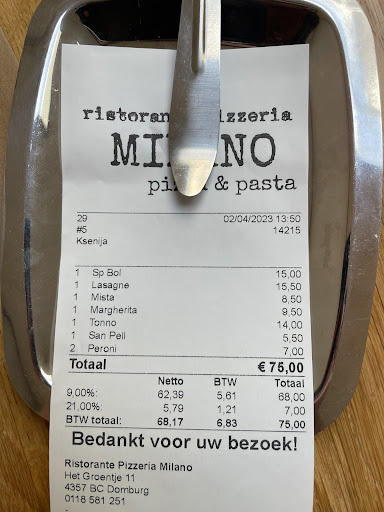 ristorante pizzeria
MILANO
pizza & pasta
29 02/04/2023 13:50
#5 14215
Ksenija
1 Sp Bol 15,00
1 Lasagne 15,50
1 Mista 8,50
1 Margherita 9,50
1 Tonno 14,00
1 San Pell 5,50
2 Peroni 7,00
Totaal € 75,00
Netto BTW Totaal
9,00%: 62,39 5,61 68,00
21,00%: 5,79 1,21 7,00
BTW totaal: 68,17 6,83 75,00
Bedankt voor uw bezoek!
Ristorante Pizzeria Milano
Het Groentje 11
4357 BC Domburg
0118 581 251